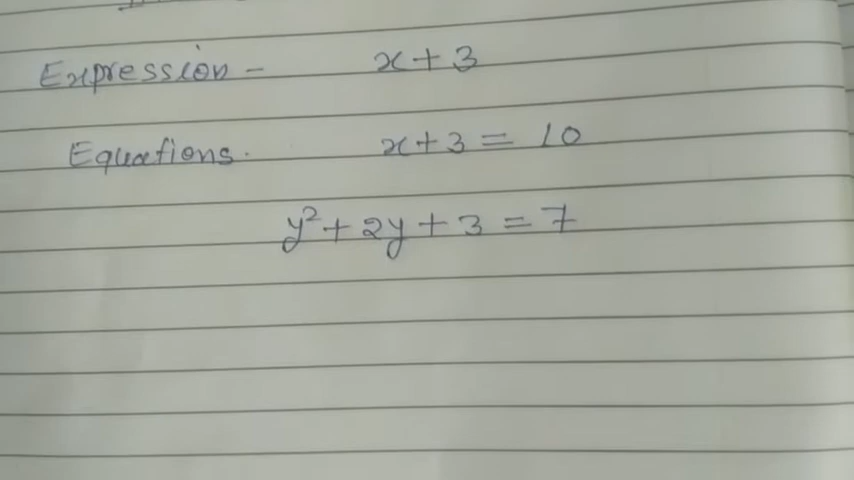 Expression - x + 3
Equations. x + 3 = 10
y² + 2y + 3 = 7